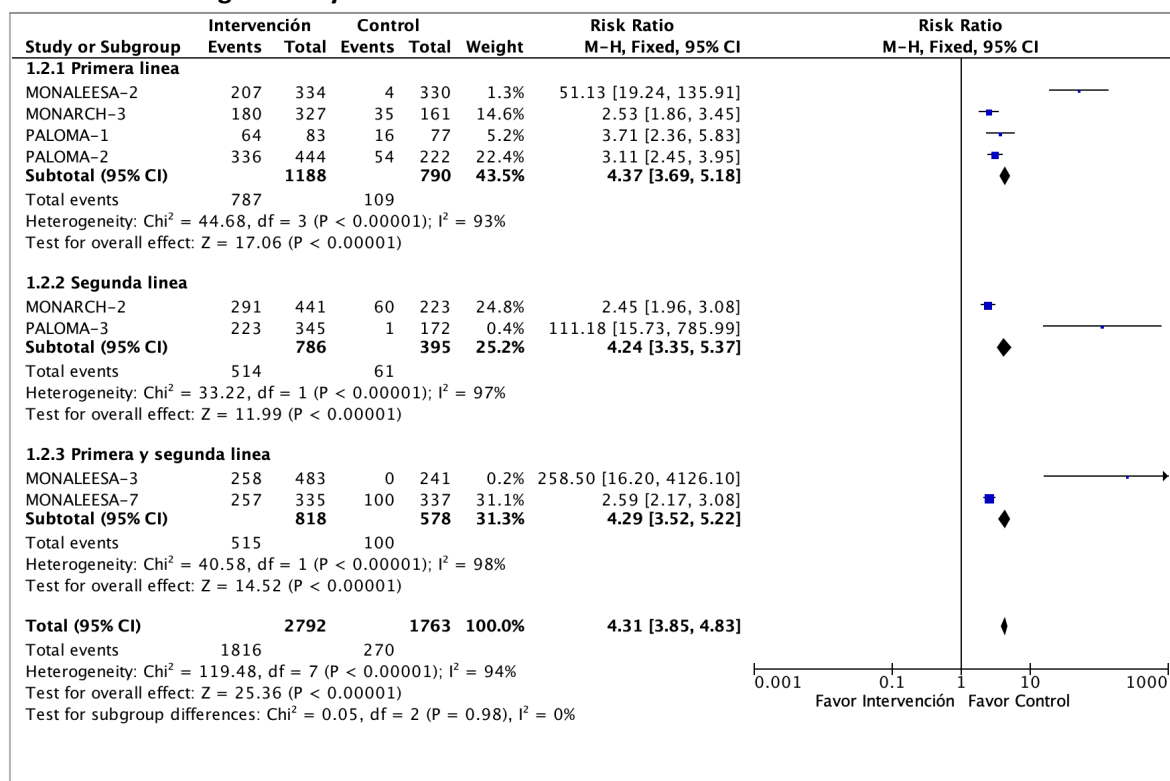 Intervención Control Risk Ratio Risk Ratio
Study or Subgroup Events Total Events Total Weight M-H, Fixed, 95% CI M-H, Fixed, 95% CI
1.2.1 Primera linea
MONALEESA-2 207 334 4 330 1.3% 51.13 [19.24, 135.91]
MONARCH-3 180 327 35 161 14.6% 2.53 [1.86, 3.45]
PALOMA-1 64 83 16 77 5.2% 3.71 [2.36, 5.83]
PALOMA-2 336 444 54 222 22.4% 3.11 [2.45, 3.95]
Subtotal (95% CI) 1188 790 43.5% 4.37 [3.69, 5.18]
Total events 787 109
Heterogeneity: Chi² = 44.68, df = 3 (P < 0.00001); I² = 93%
Test for overall effect: Z = 17.06 (P < 0.00001)
1.2.2 Segunda linea
MONARCH-2 291 441 60 223 24.8% 2.45 [1.96, 3.08]
PALOMA-3 223 345 1 172 0.4% 111.18 [15.73, 785.99]
Subtotal (95% CI) 786 395 25.2% 4.24 [3.35, 5.37]
Total events 514 61
Heterogeneity: Chi² = 33.22, df = 1 (P < 0.00001); I² = 97%
Test for overall effect: Z = 11.99 (P < 0.00001)
1.2.3 Primera y segunda linea
MONALEESA-3 258 483 0 241 0.2% 258.50 [16.20, 4126.10]
MONALEESA-7 257 335 100 337 31.1% 2.59 [2.17, 3.08]
Subtotal (95% CI) 818 578 31.3% 4.29 [3.52, 5.22]
Total events 515 100
Heterogeneity: Chi² = 40.58, df = 1 (P < 0.00001); I² = 98%
Test for overall effect: Z = 14.52 (P < 0.00001)
Total (95% CI) 2792 1763 100.0% 4.31 [3.85, 4.83]
Total events 1816 270
Heterogeneity: Chi² = 119.48, df = 7 (P < 0.00001); I² = 94%
Test for overall effect: Z = 25.36 (P < 0.00001)
Test for subgroup differences: Chi² = 0.05, df = 2 (P = 0.98), I² = 0%
0.001 0.1 1 10 1000
Favor Intervención Favor Control